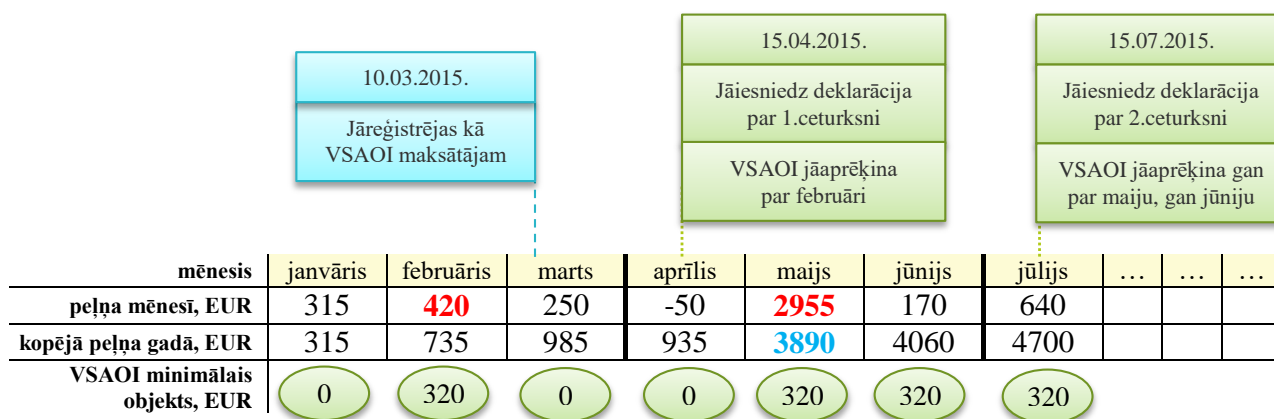 10.03.2015.
Jāreģistrējas kā
VSAOI maksātājam
15.04.2015.
Jāiesniedz deklarācija
par 1.ceturksni
VSAOI jāaprēķina
par februāri
15.07.2015.
Jāiesniedz deklarācija
par 2.ceturksni
VSAOI jāaprēķina gan
par maiju, gan jūniju
mēnesis janvāris februāris marts aprīlis maijs jūnijs jūlijs … … …
peļņa mēnesī, EUR 315 420 250 -50 2955 170 640
kopējā peļņa gadā, EUR 315 735 985 935 3890 4060 4700
VSAOI minimālais
objekts, EUR 0 320 0 0 320 320 320